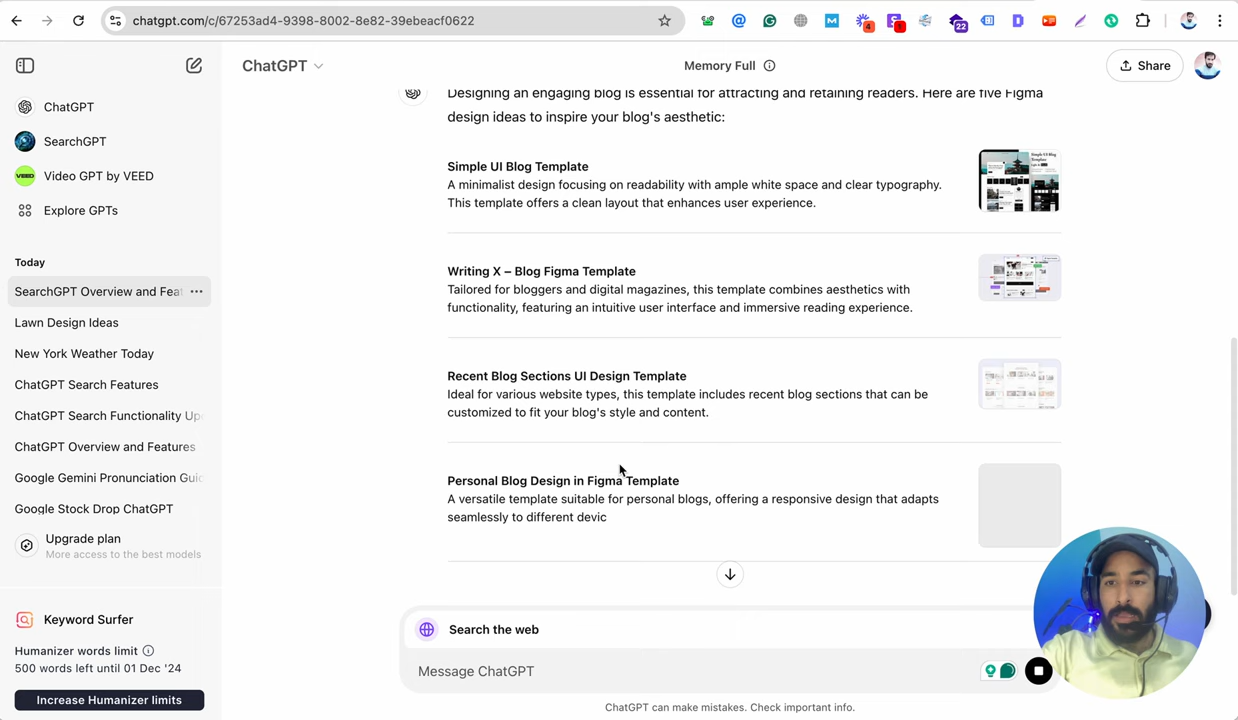 chatgpt.com/c/67253ad4-9398-8002-8e82-39ebeacf0622
4
1
22
ChatGPT
Memory Full
Share
ChatGPT
SearchGPT
VEED
Video GPT by VEED
Explore GPTs
Today
SearchGPT Overview and Feat
Lawn Design Ideas
New York Weather Today
ChatGPT Search Features
ChatGPT Search Functionality Up
ChatGPT Overview and Features
Google Gemini Pronunciation Gui
Google Stock Drop ChatGPT
Upgrade plan
More access to the best models
Keyword Surfer
Humanizer words limit
500 words left until 01 Dec '24
Increase Humanizer limits
Designing an engaging blog is essential for attracting and retaining readers. Here are five Figma
design ideas to inspire your blog's aesthetic:
Simple UI Blog Template
A minimalist design focusing on readability with ample white space and clear typography.
This template offers a clean layout that enhances user experience.
Simple UI Blog
Template
Writing X – Blog Figma Template
Tailored for bloggers and digital magazines, this template combines aesthetics with
functionality, featuring an intuitive user interface and immersive reading experience.
Recent Blog Sections UI Design Template
Ideal for various website types, this template includes recent blog sections that can be
customized to fit your blog's style and content.
Personal Blog Design in Figma Template
A versatile template suitable for personal blogs, offering a responsive design that adapts
seamlessly to different devic
Search the web
Message ChatGPT
ChatGPT can make mistakes. Check important info.